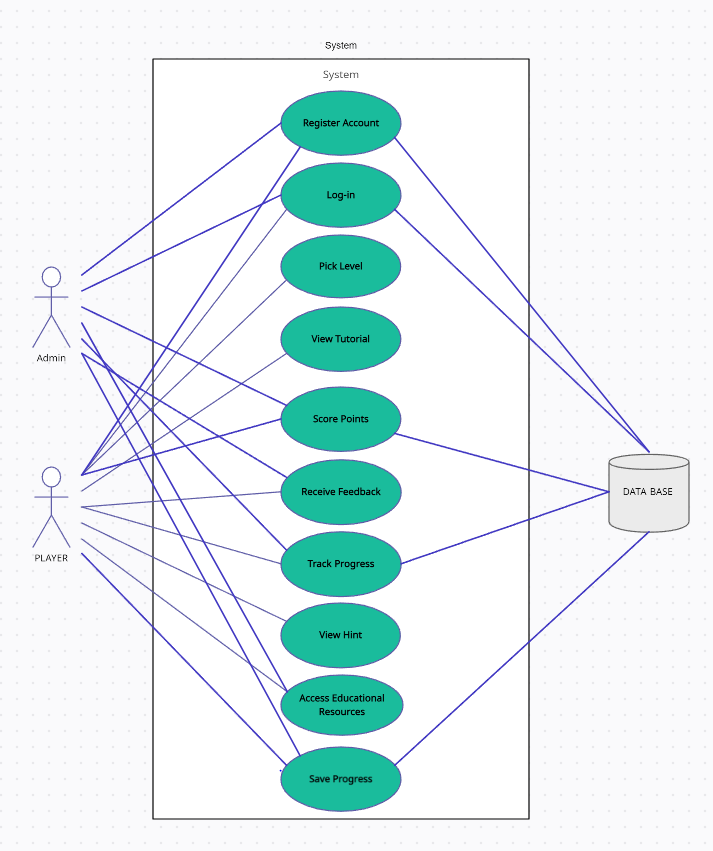 System
System
Register Account
Log-in
Pick Level
View Tutorial
Admin
Score Points
Receive Feedback
DATA BASE
PLAYER
Track Progress
View Hint
Access Educational
Resources
Save Progress